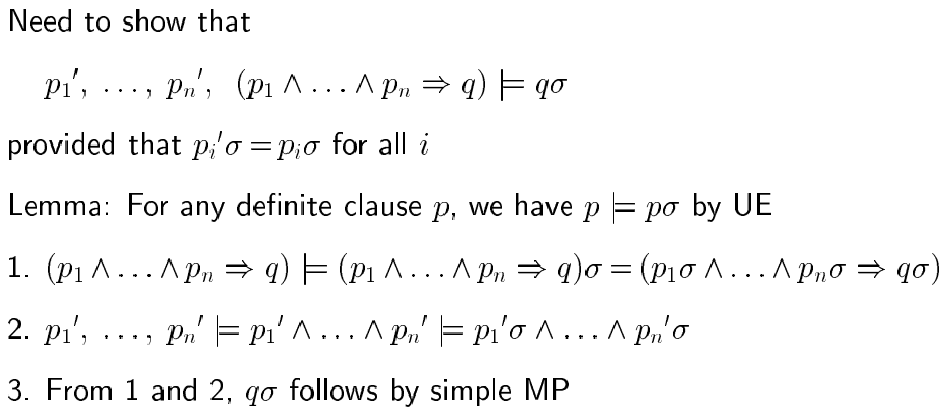 Need to show that
p₁′, …, pₙ′, (p₁ ∧ … ∧ pₙ ⇒ q) ⊨ qσ
provided that pᵢ′σ = pᵢσ for all i
Lemma: For any definite clause p, we have p ⊨ pσ by UE
1. (p₁ ∧ … ∧ pₙ ⇒ q) ⊨ (p₁ ∧ … ∧ pₙ ⇒ q)σ = (p₁σ ∧ … ∧ pₙσ ⇒ qσ)
2. p₁′, …, pₙ′ ⊨ p₁′ ∧ … ∧ pₙ′ ⊨ p₁′σ ∧ … ∧ pₙ′σ
3. From 1 and 2, qσ follows by simple MP